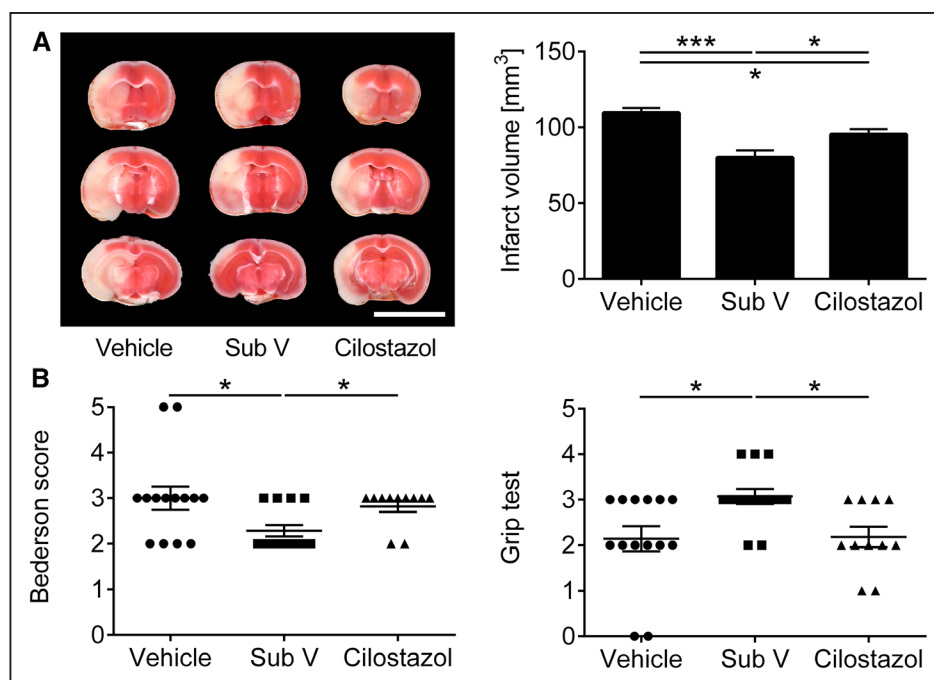 A
Vehicle Sub V Cilostazol
Infarct volume [mm³]
150
100
50
0
*** *
*
Vehicle Sub V Cilostazol
B
Bederson score
5
4
3
2
1
0
* *
Vehicle Sub V Cilostazol
Grip test
5
4
3
2
1
0
* *
Vehicle Sub V Cilostazol